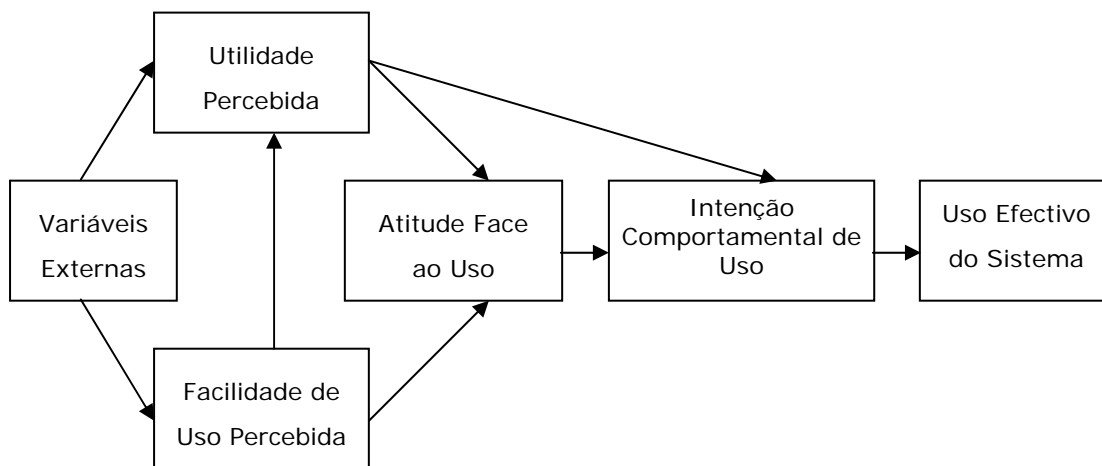 Utilidade
Percebida
Variáveis
Externas
Atitude Face
ao Uso
Intenção
Comportamental de
Uso
Uso Efectivo
do Sistema
Facilidade de
Uso Percebida